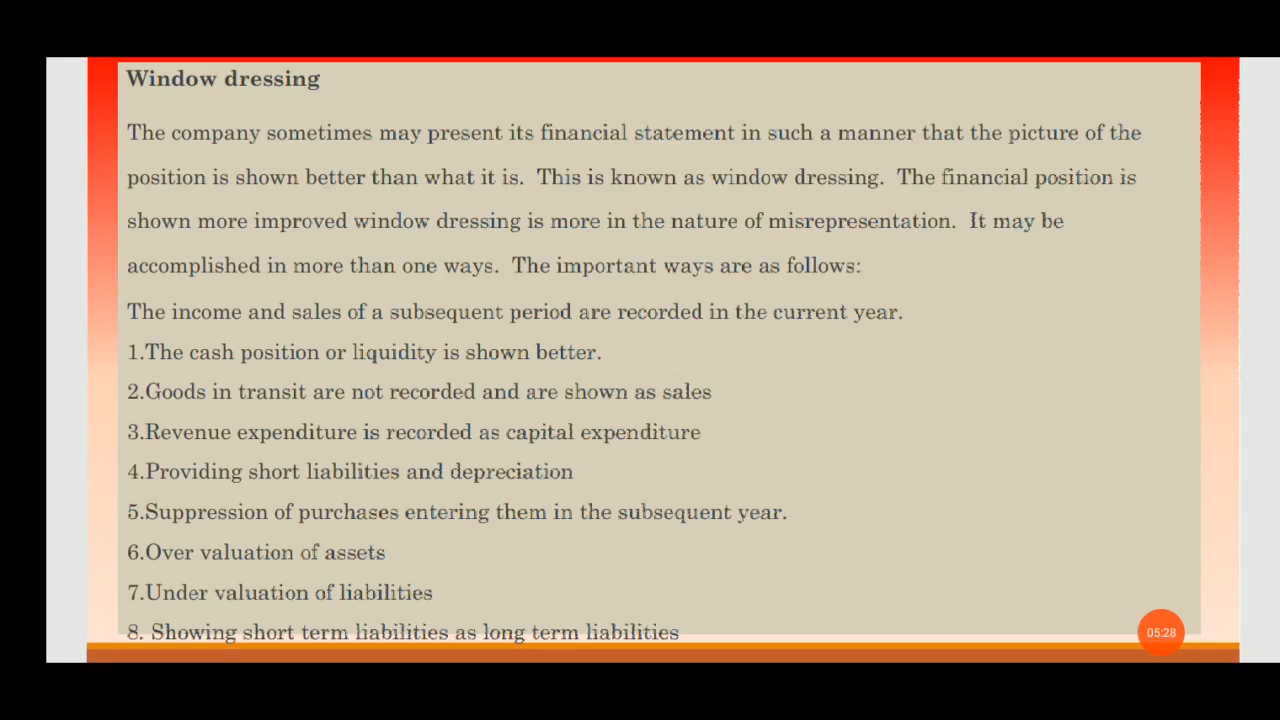 Window dressing
The company sometimes may present its financial statement in such a manner that the picture of the
position is shown better than what it is. This is known as window dressing. The financial position is
shown more improved window dressing is more in the nature of misrepresentation. It may be
accomplished in more than one ways. The important ways are as follows:
The income and sales of a subsequent period are recorded in the current year.
1.The cash position or liquidity is shown better.
2.Goods in transit are not recorded and are shown as sales
3.Revenue expenditure is recorded as capital expenditure
4.Providing short liabilities and depreciation
5.Suppression of purchases entering them in the subsequent year.
6.Over valuation of assets
7.Under valuation of liabilities
8. Showing short term liabilities as long term liabilities
05:28